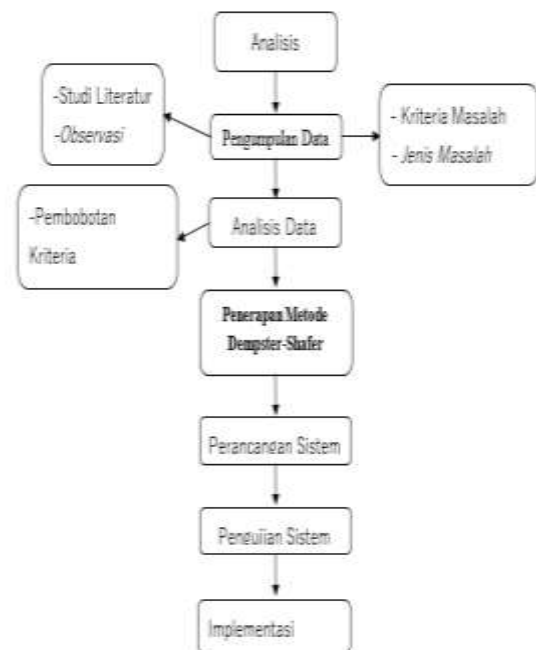 Analisis
-Studi Literatur
-Observasi
Pengumpulan Data
- Kriteria Masalah
- Jenis Masalah
-Pembobotan
Kriteria
Analisis Data
Penerapan Metode
Dempster-Shafer
Perancangan Sistem
Pengujian Sistem
Implementasi